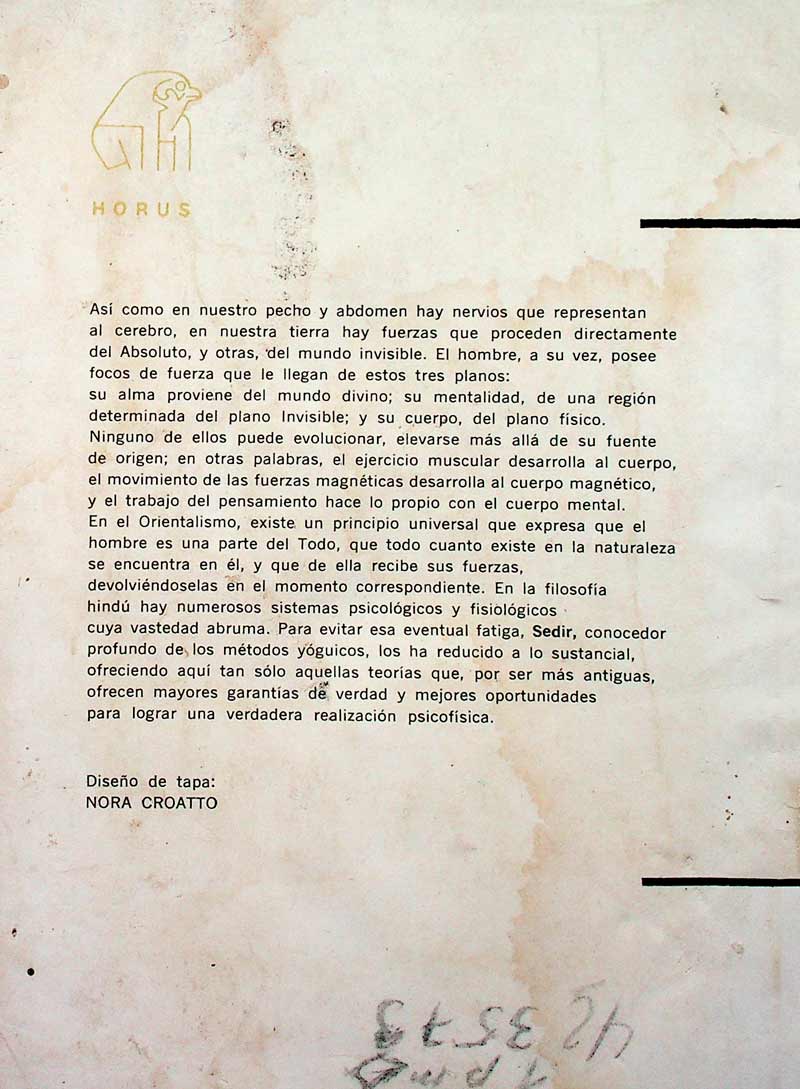 HORUS
Así como en nuestro pecho y abdomen hay nervios que representan
al cerebro, en nuestra tierra hay fuerzas que proceden directamente
del Absoluto, y otras, del mundo invisible. El hombre, a su vez, posee
focos de fuerza que le llegan de estos tres planos:
su alma proviene del mundo divino; su mentalidad, de una región
determinada del plano Invisible; y su cuerpo, del plano físico.
Ninguno de ellos puede evolucionar, elevarse más allá de su fuente
de origen; en otras palabras, el ejercicio muscular desarrolla al cuerpo,
el movimiento de las fuerzas magnéticas desarrolla al cuerpo magnético,
y el trabajo del pensamiento hace lo propio con el cuerpo mental.
En el Orientalismo, existe un principio universal que expresa que el
hombre es una parte del Todo, que todo cuanto existe en la naturaleza
se encuentra en él, y que de ella recibe sus fuerzas,
devolviéndoselas en el momento correspondiente. En la filosofía
hindú hay numerosos sistemas psicológicos y fisiológicos
cuya vastedad abruma. Para evitar esa eventual fatiga, Sedir, conocedor
profundo de los métodos yóguicos, los ha reducido a lo sustancial,
ofreciendo aquí tan sólo aquellas teorías que, por ser más antiguas,
ofrecen mayores garantías de verdad y mejores oportunidades
para lograr una verdadera realización psicofísica.
Diseño de tapa:
NORA CROATTO